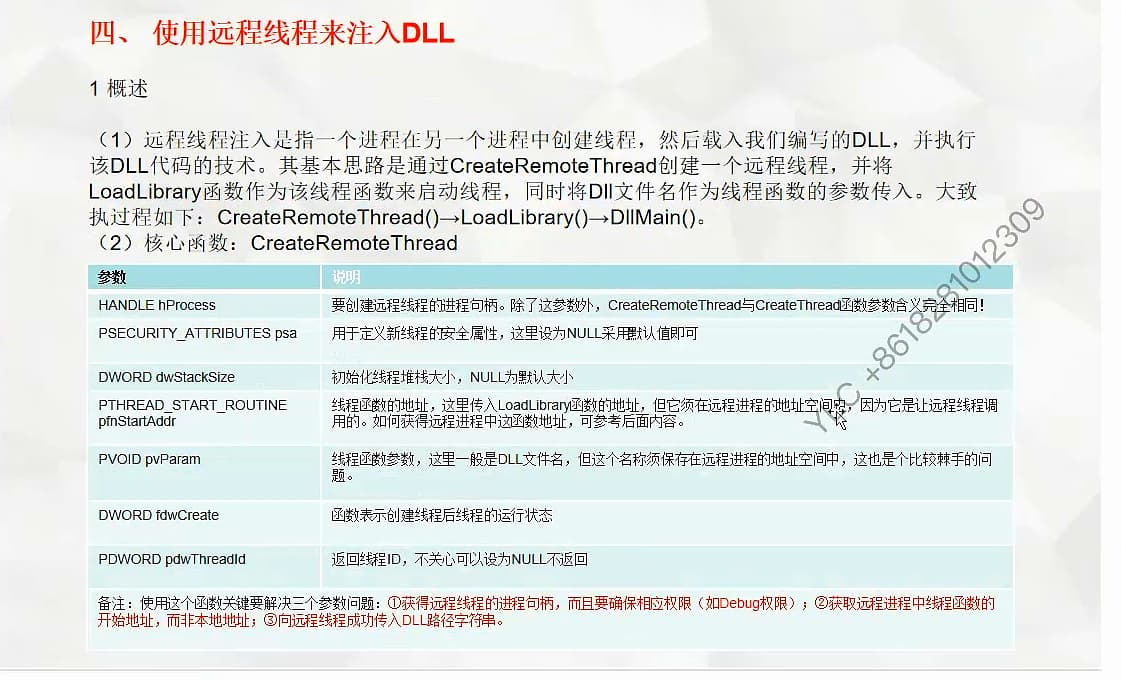 四、 使用远程线程来注入DLL
1 概述
（1）远程线程注入是指一个进程在另一个进程中创建线程，然后载入我们编写的DLL，并执行
该DLL代码的技术。其基本思路是通过CreateRemoteThread创建一个远程线程，并将
LoadLibrary函数作为该线程函数来启动线程，同时将Dll文件名作为线程函数的参数传入。大致
执过程如下：CreateRemoteThread()→LoadLibrary()→DllMain()。
（2）核心函数：CreateRemoteThread
参数 说明
HANDLE hProcess 要创建远程线程的进程句柄。除了这参数外，CreateRemoteThread与CreateThread函数参数含义完全相同！
PSECURITY_ATTRIBUTES psa 用于定义新线程的安全属性，这里设为NULL采用默认值即可
DWORD dwStackSize 初始化线程堆栈大小，NULL为默认大小
PTHREAD_START_ROUTINE 线程函数的地址，这里传入LoadLibrary函数的地址，但它须在远程进程的地址空间中，因为它是让远程线程调
pfnStartAddr 用的。如何获得远程进程中这函数地址，可参考后面内容。
PVOID pvParam 线程函数参数，这里一般是DLL文件名，但这个名称须保存在远程进程的地址空间中，这也是个比较棘手的问
题。
DWORD fdwCreate 函数表示创建线程后线程的运行状态
PDWORD pdwThreadId 返回线程ID，不关心可以设为NULL不返回
备注：使用这个函数关键要解决三个参数问题：①获得远程线程的进程句柄，而且要确保相应权限（如Debug权限）；②获取远程进程中线程函数的
开始地址，而非本地地址；③向远程线程成功传入DLL路径字符串。
+8618281012309